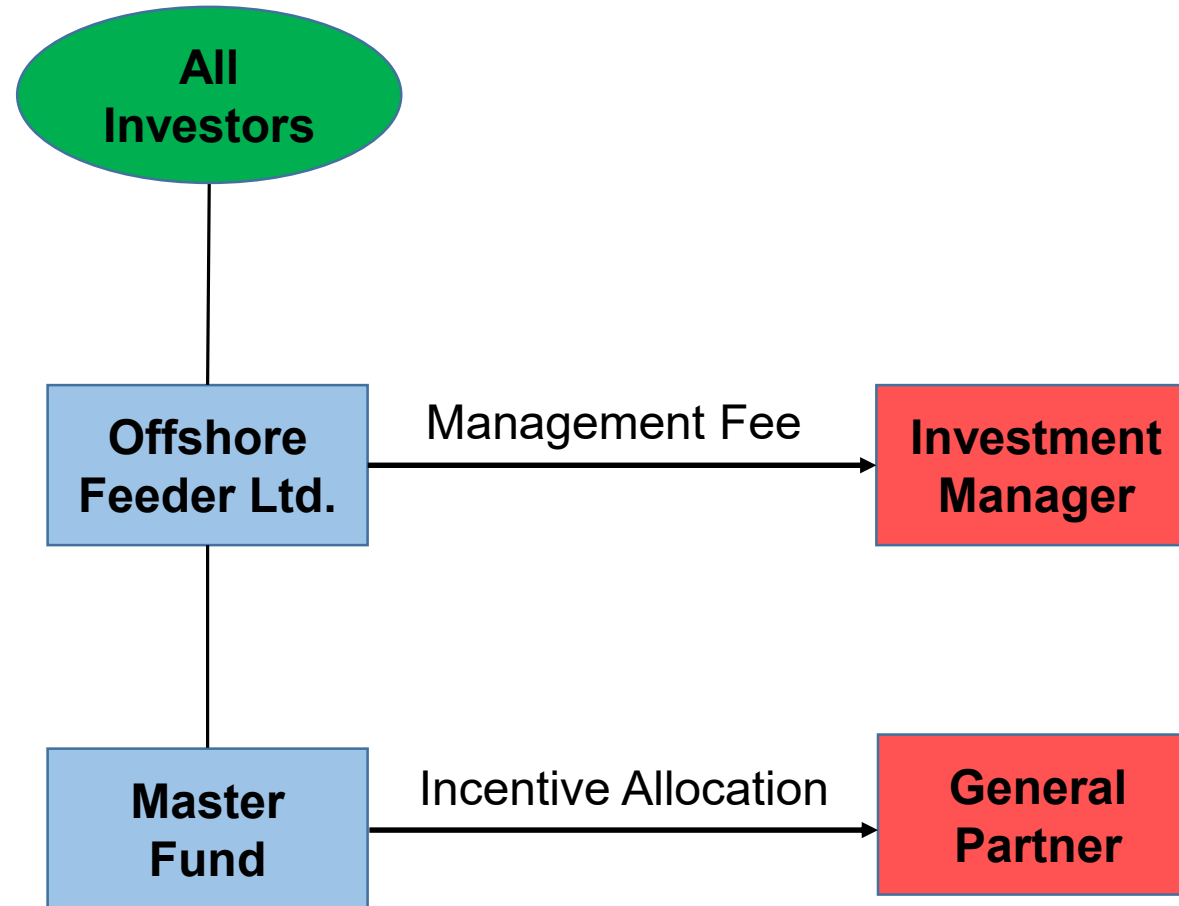 All
Investors
Offshore
Feeder Ltd.
Management Fee
Investment
Manager
Master
Fund
Incentive Allocation
General
Partner